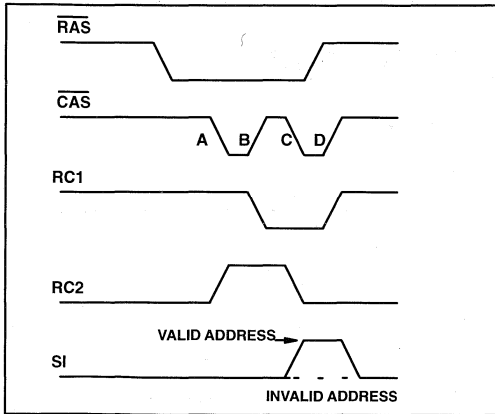 RAS
CAS
A B C D
RC1
RC2
VALID ADDRESS
SI
INVALID ADDRESS